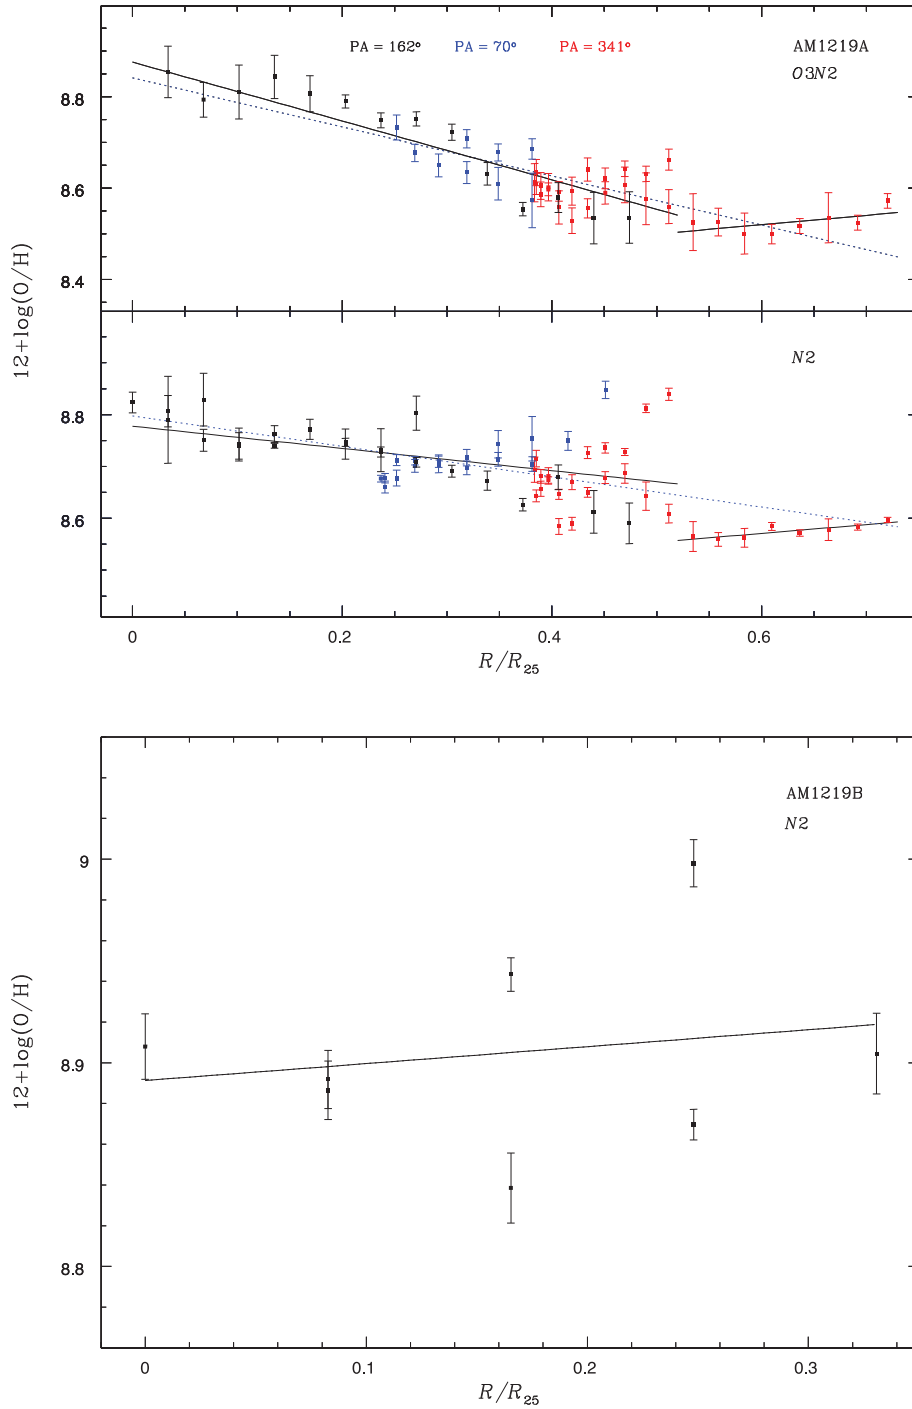 PA = 162° PA = 70° PA = 341° AM1219A
O3N2
8.8
8.6
8.4
12+log(O/H)
N2
8.8
8.6
0 0.2 0.4 0.6
R/R25
AM1219B
N2
9
8.9
8.8
12+log(O/H)
0 0.1 0.2 0.3
R/R25